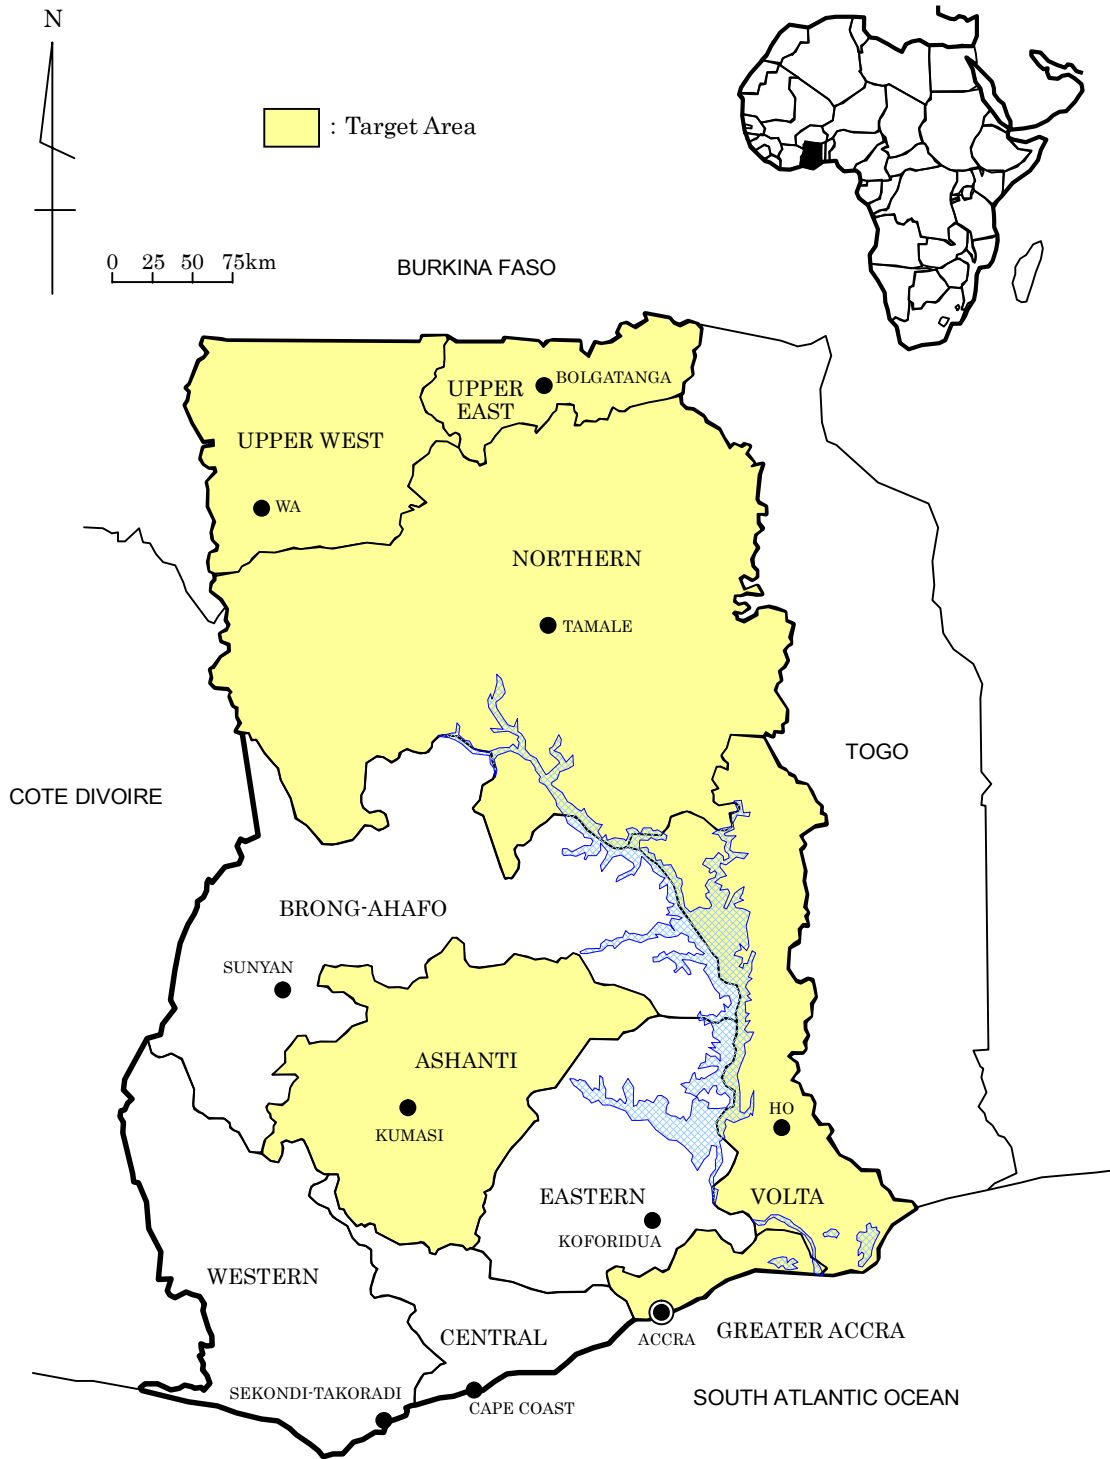 N
: Target Area
0 25 50 75km
BURKINA FASO
BOLGATANGA
UPPER
EAST
UPPER WEST
WA
NORTHERN
TAMALE
TOGO
COTE DIVOIRE
BRONG-AHAFO
SUNYAN
ASHANTI
HO
KUMASI
EASTERN
VOLTA
KOFORIDUA
WESTERN
GREATER ACCRA
CENTRAL
ACCRA
SEKONDI-TAKORADI
SOUTH ATLANTIC OCEAN
CAPE COAST